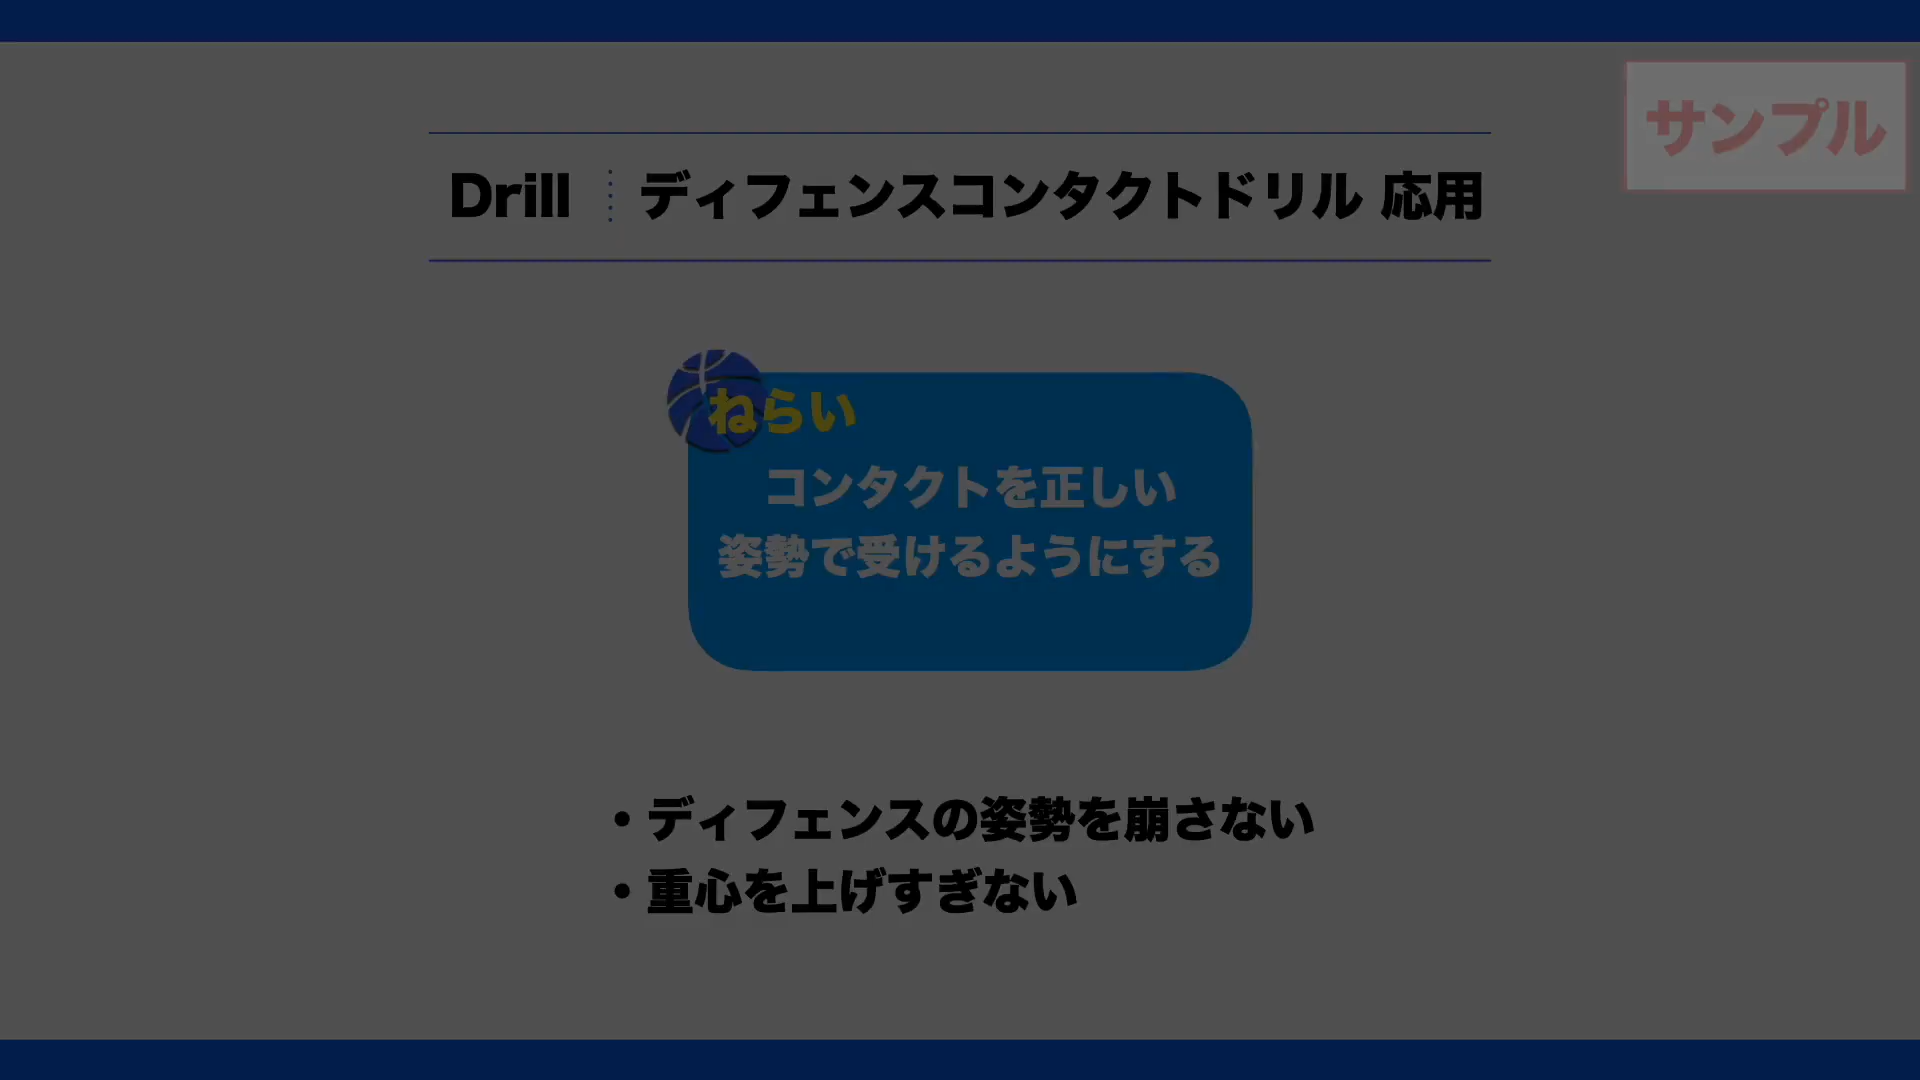 サンプル
Drill ディフェンスコンタクトドリル 応用
ねらい
コンタクトを正しい
姿勢で受けるようにする
・ディフェンスの姿勢を崩さない
・重心を上げすぎない